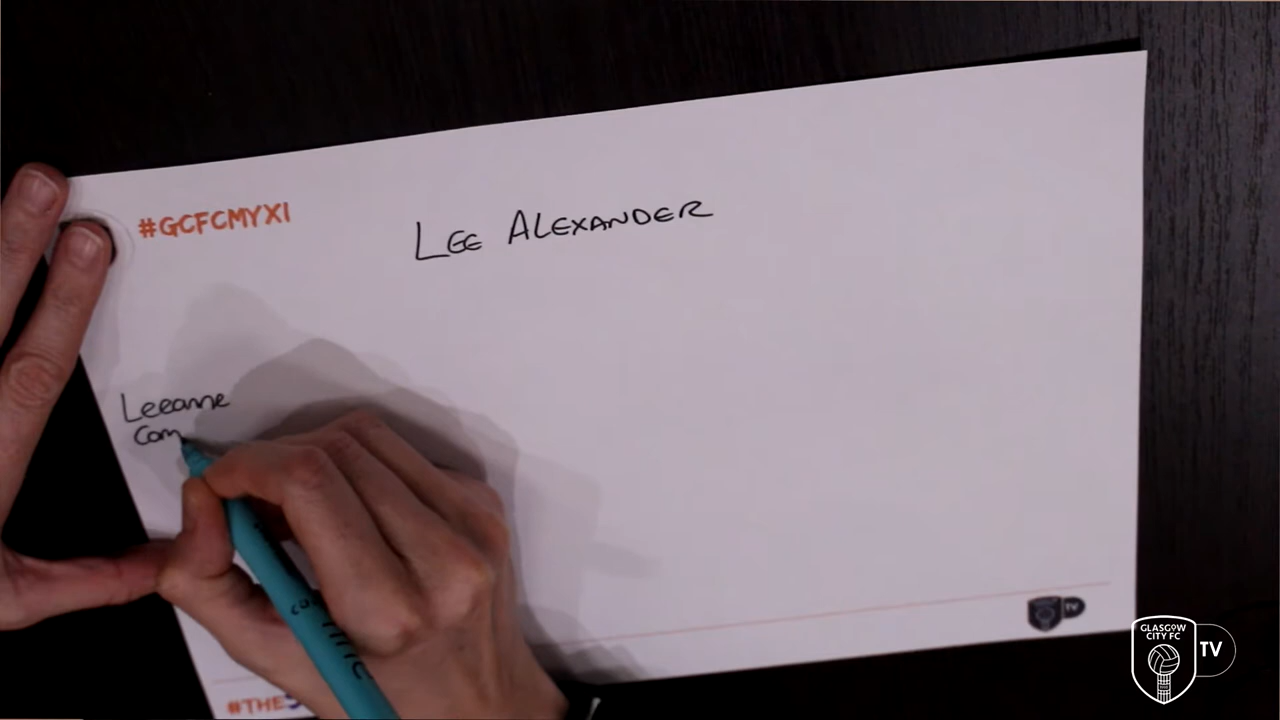 #GCFCMYXI
LEE ALEXANDER
Leeanne
Com
#THE
TV
GLASGOW
CITY FC
TV